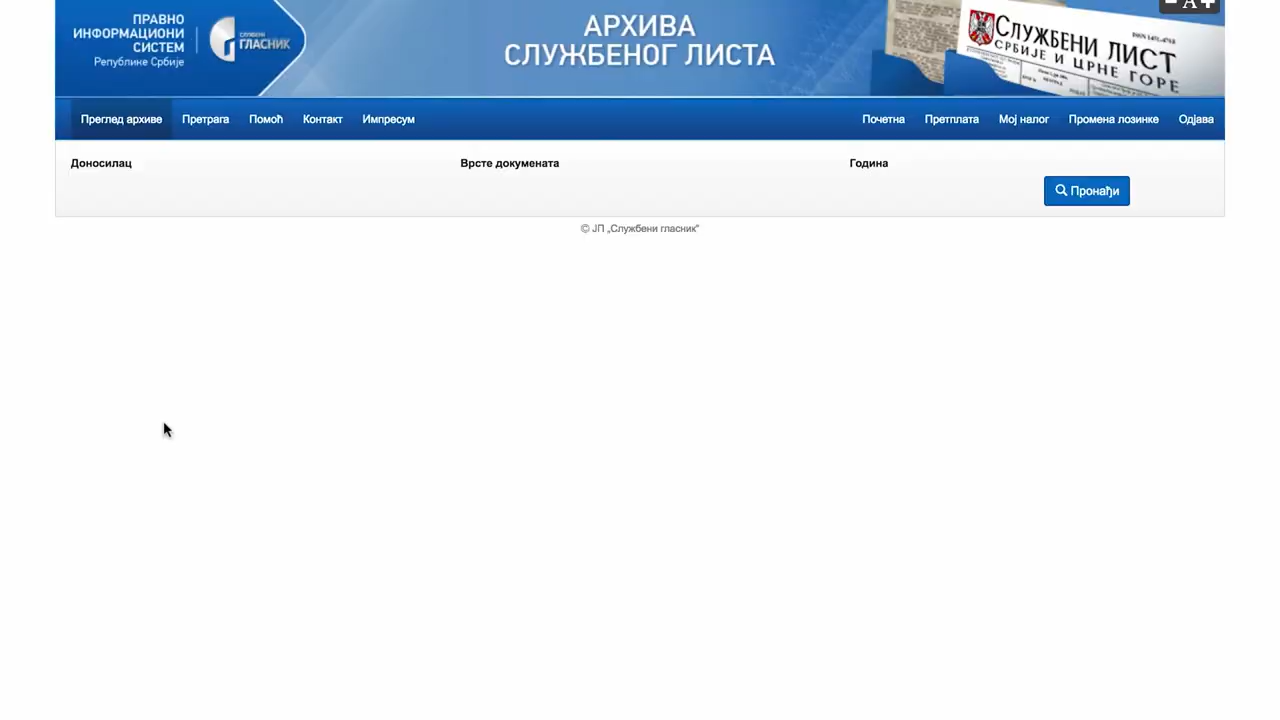 ПРАВНО
ИНФОРМАЦИОНИ
СИСТЕМ
Републике Србије
СЛУЖБЕНИ
ГЛАСНИК
АРХИВА
СЛУЖБЕНОГ ЛИСТА
СЛУЖБЕНИ ЛИСТ
СРБИЈЕ И ЦРНЕ ГОРЕ
A
Преглед архиве Претрага Помоћ Контакт Импресум Почетна Претплата Мој налог Промена лозинке Одјава
Доносилац Врсте докумената Година
Пронађи
© ЈП „Службени гласник“